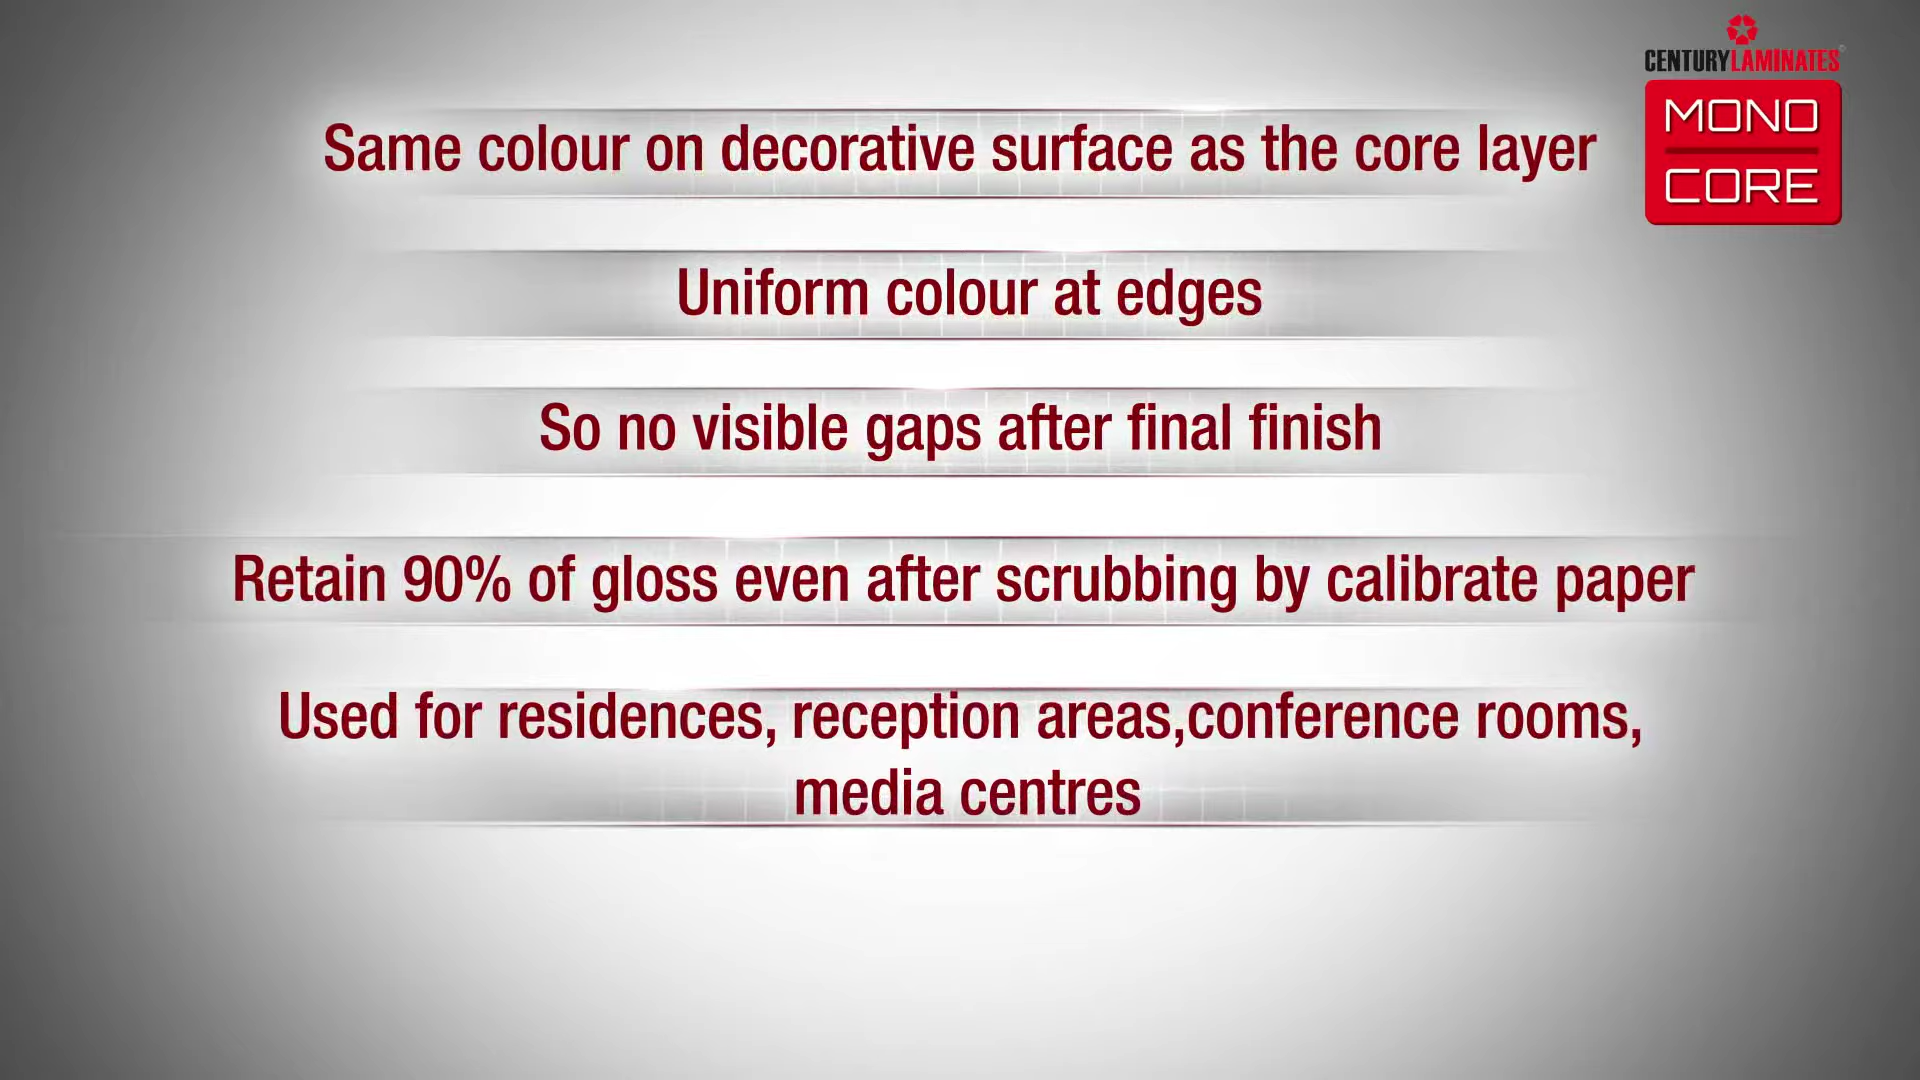 CENTURYLAMINATES
MONO
CORE
Same colour on decorative surface as the core layer
Uniform colour at edges
So no visible gaps after final finish
Retain 90% of gloss even after scrubbing by calibrate paper
Used for residences, reception areas,conference rooms,
media centres